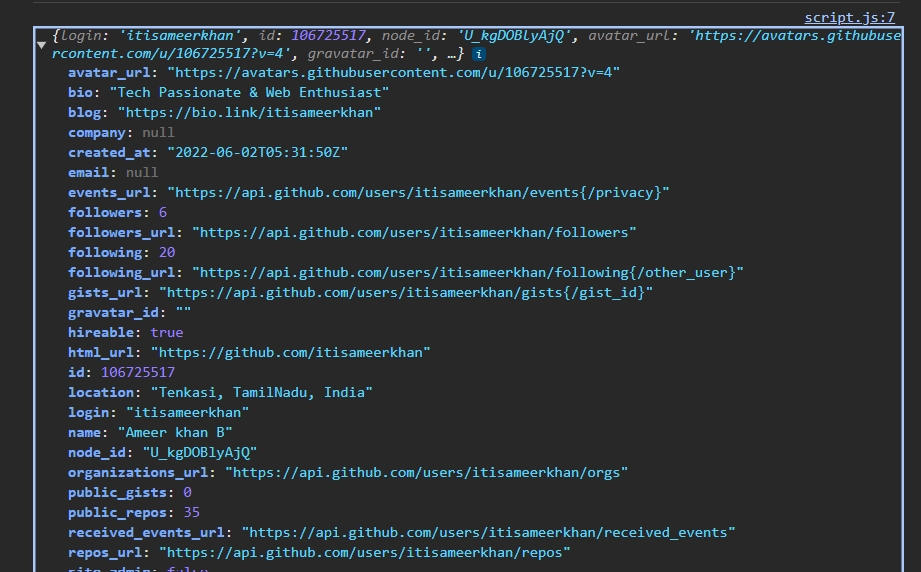 script.js:7
{login: 'itisameerkhan', id: 106725517, node_id: 'U_kgDOBlyAjQ', avatar_url: 'https://avatars.githubuse
rcontent.com/u/106725517?v=4', gravatar_id: '', …} i
avatar_url: "https://avatars.githubusercontent.com/u/106725517?v=4"
bio: "Tech Passionate & Web Enthusiast"
blog: "https://bio.link/itisameerkhan"
company: null
created_at: "2022-06-02T05:31:50Z"
email: null
events_url: "https://api.github.com/users/itisameerkhan/events{/privacy}"
followers: 6
followers_url: "https://api.github.com/users/itisameerkhan/followers"
following: 20
following_url: "https://api.github.com/users/itisameerkhan/following{/other_user}"
gists_url: "https://api.github.com/users/itisameerkhan/gists{/gist_id}"
gravatar_id: ""
hireable: true
html_url: "https://github.com/itisameerkhan"
id: 106725517
location: "Tenkasi, TamilNadu, India"
login: "itisameerkhan"
name: "Ameer khan B"
node_id: "U_kgDOBlyAjQ"
organizations_url: "https://api.github.com/users/itisameerkhan/orgs"
public_gists: 0
public_repos: 35
received_events_url: "https://api.github.com/users/itisameerkhan/received_events"
repos_url: "https://api.github.com/users/itisameerkhan/repos"